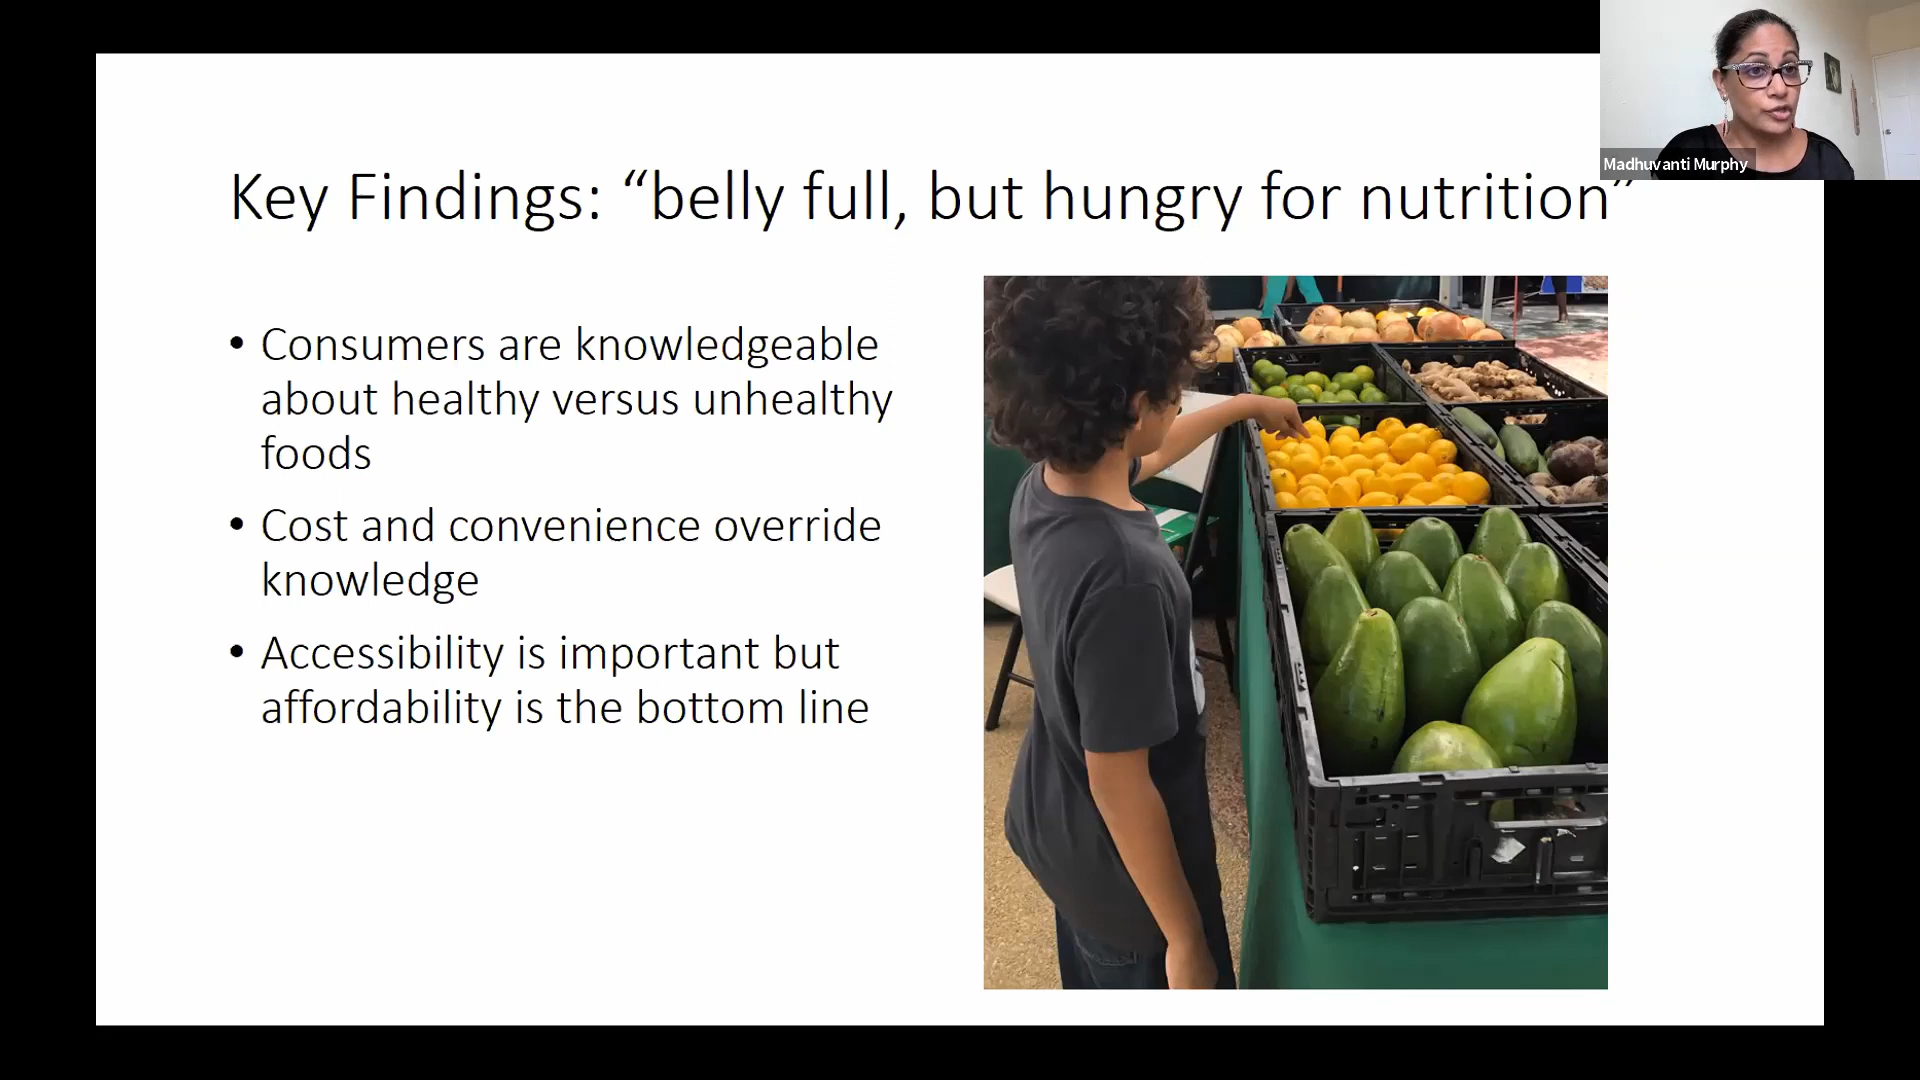 Madhuvanti Murphy
Key Findings: “belly full, but hungry for nutrition”
• Consumers are knowledgeable
about healthy versus unhealthy
foods
• Cost and convenience override
knowledge
• Accessibility is important but
affordability is the bottom line